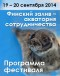 19 – 20 сентября 2014
Финский залив –
акватория
сотрудничества
Программа
фестиваля